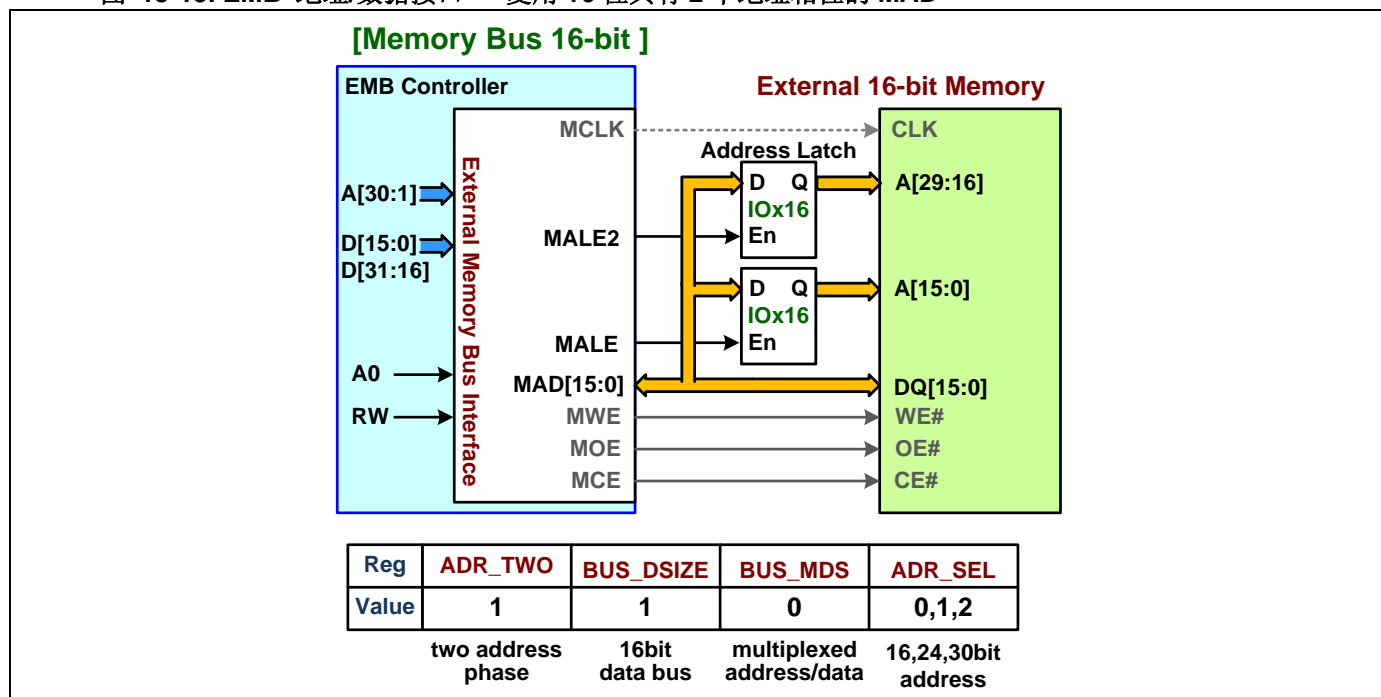 [Memory Bus 16-bit ]
EMB Controller
External 16-bit Memory
MCLK
CLK
Address Latch
A[30:1]
D Q
A[29:16]
IOx16
D[15:0]
MALE2
En
D[31:16]
External Memory Bus Interface
D Q
A[15:0]
IOx16
MALE
En
A0
MAD[15:0]
DQ[15:0]
RW
MWE
WE#
MOE
OE#
MCE
CE#
Reg ADR_TWO BUS_DSIZE BUS_MDS ADR_SEL
Value 1 1 0 0,1,2
two address phase
16bit data bus
multiplexed address/data
16,24,30bit address